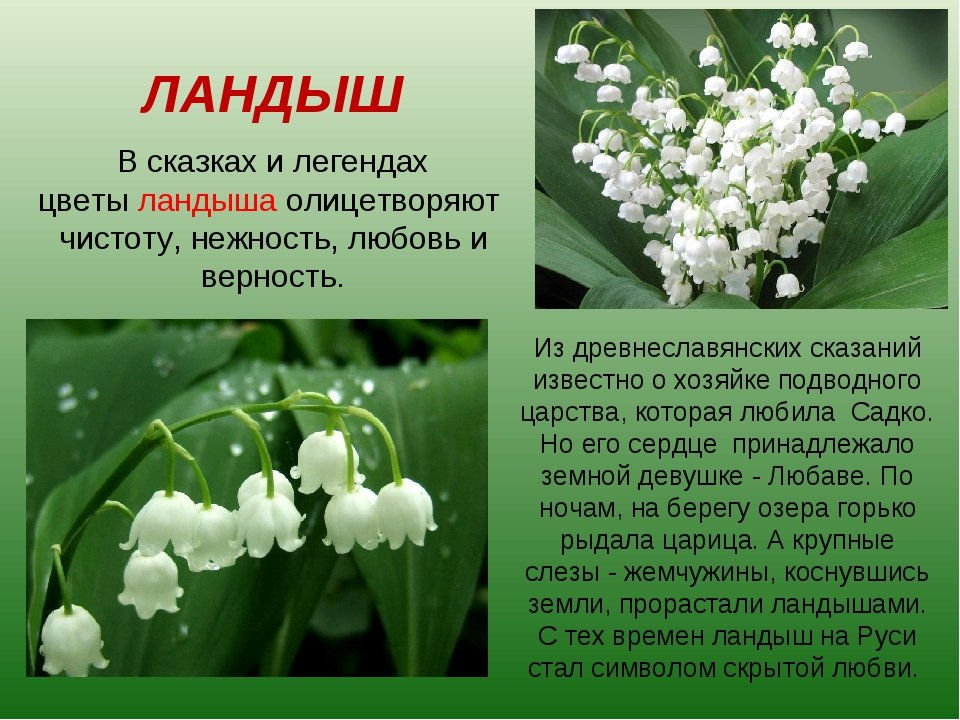 ЛАНДЫШ
В сказках и легендах
цветы ландыша олицетворяют
чистоту, нежность, любовь и
верность.
Из древнеславянских сказаний
известно о хозяйке подводного
царства, которая любила Садко.
Но его сердце принадлежало
земной девушке - Любаве. По
ночам, на берегу озера горько
рыдала царица. А крупные
слезы - жемчужины, коснувшись
земли, прорастали ландышами.
С тех времен ландыш на Руси
стал символом скрытой любви.